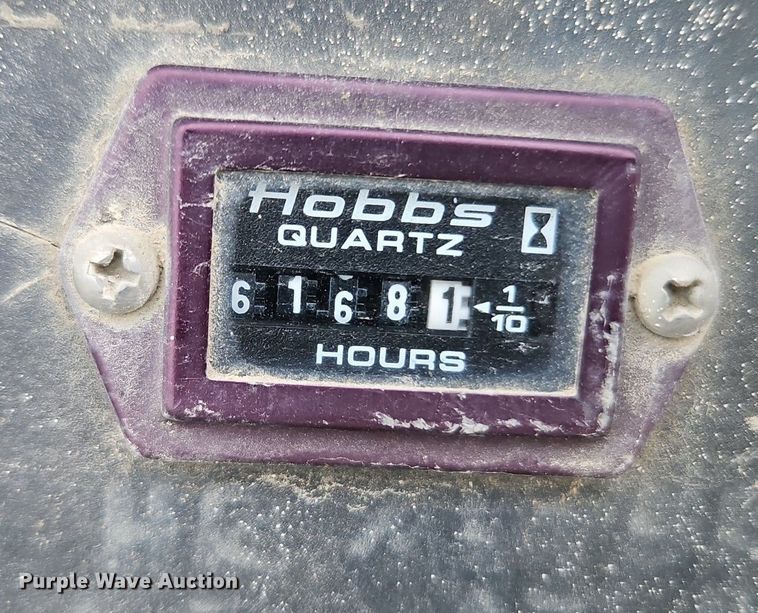 Hobbs
QUARTZ
6 1 6 8 1 ◄ 1/10
HOURS
Purple Wave Auction